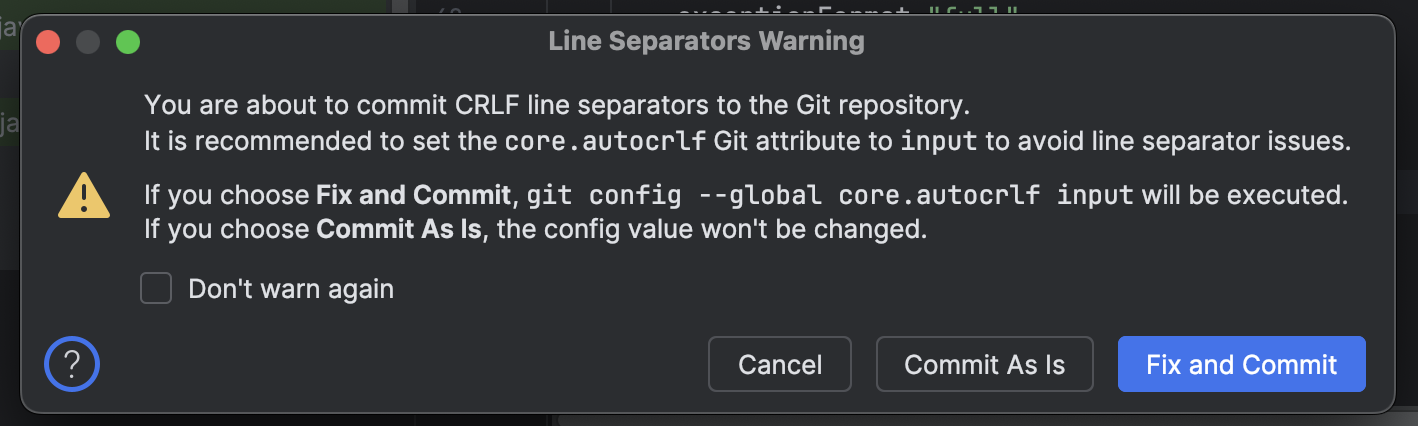 ja
"full"
Line Separators Warning
You are about to commit CRLF line separators to the Git repository.
It is recommended to set the core.autocrlf Git attribute to input to avoid line separator issues.
If you choose Fix and Commit, git config --global core.autocrlf input will be executed.
If you choose Commit As Is, the config value won't be changed.
ja
Don't warn again
?
Cancel
Commit As Is
Fix and Commit